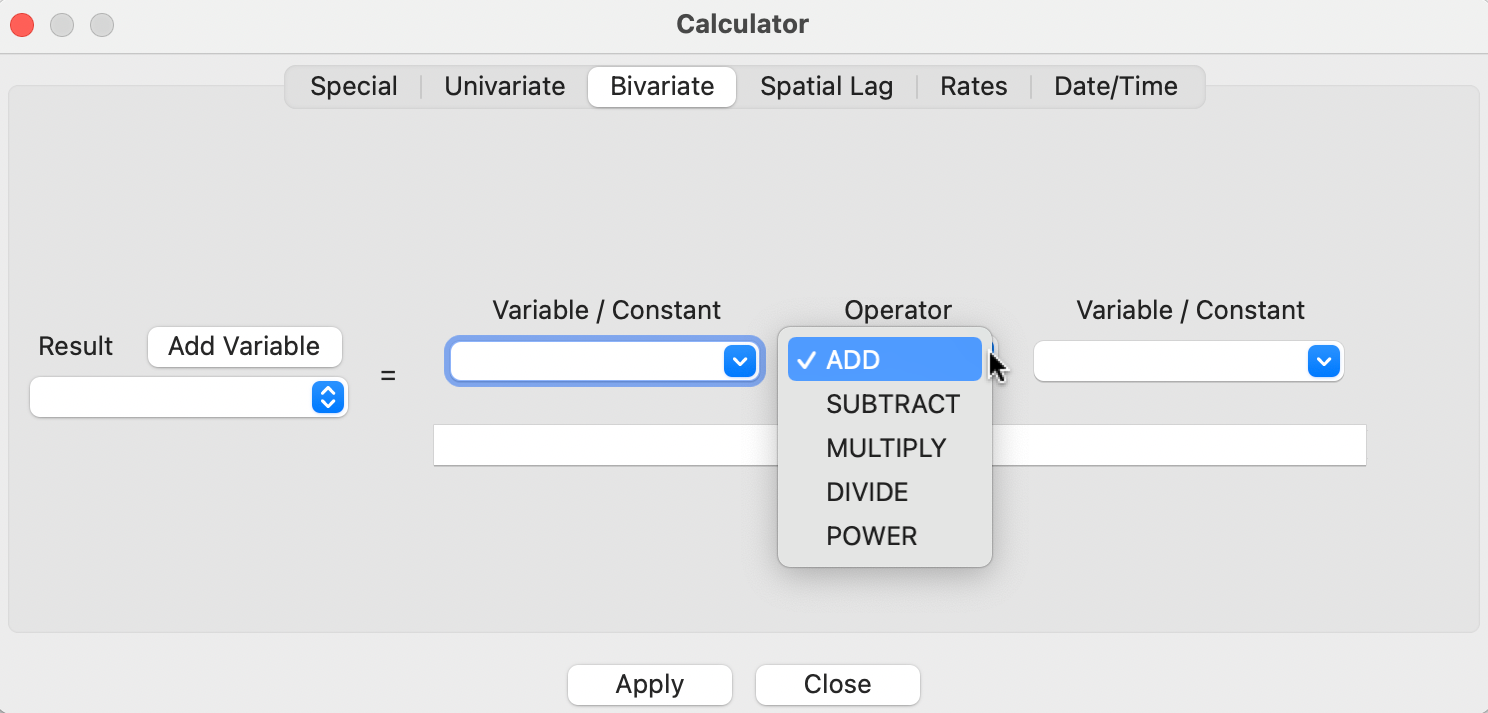 Calculator
Special Univariate Bivariate Spatial Lag Rates Date/Time
Variable / Constant Operator Variable / Constant
Result Add Variable = ADD
SUBTRACT
MULTIPLY
DIVIDE
POWER
Apply Close